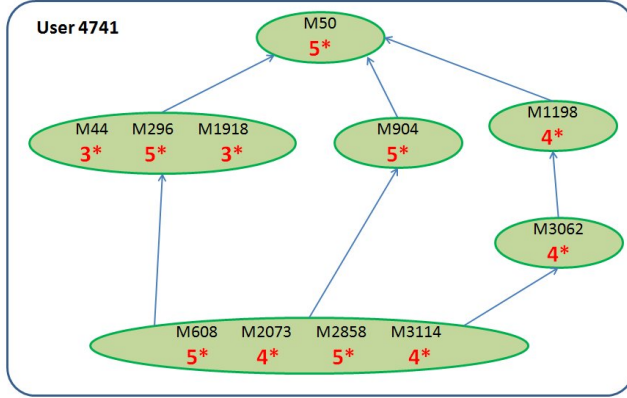 User 4741
M50
5*
M44 M296 M1918
3* 5* 3*
M904
5*
M1198
4*
M3062
4*
M608 M2073 M2858 M3114
5* 4* 5* 4*